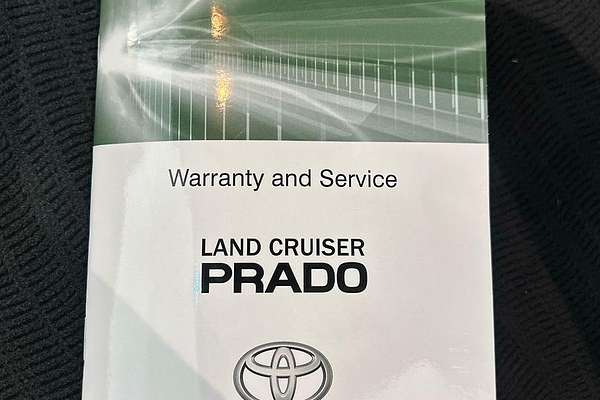 Warranty and Service
LAND CRUISER
PRADO